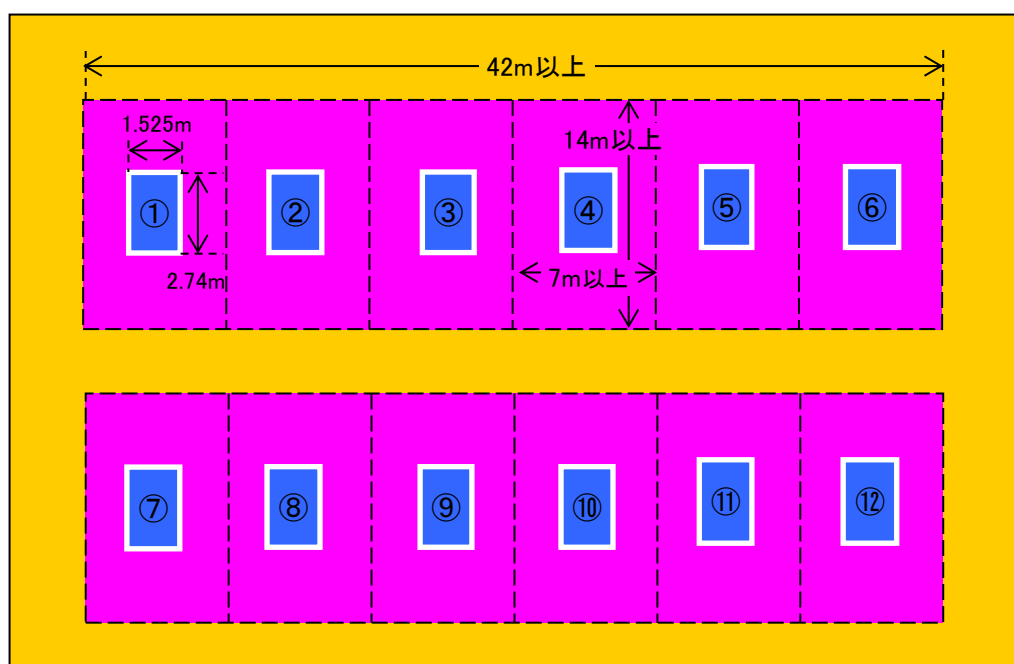 42m以上
1.525m
14m以上
① ② ③ ④ ⑤ ⑥
2.74m
7m以上
⑦ ⑧ ⑨ ⑩ ⑪ ⑫